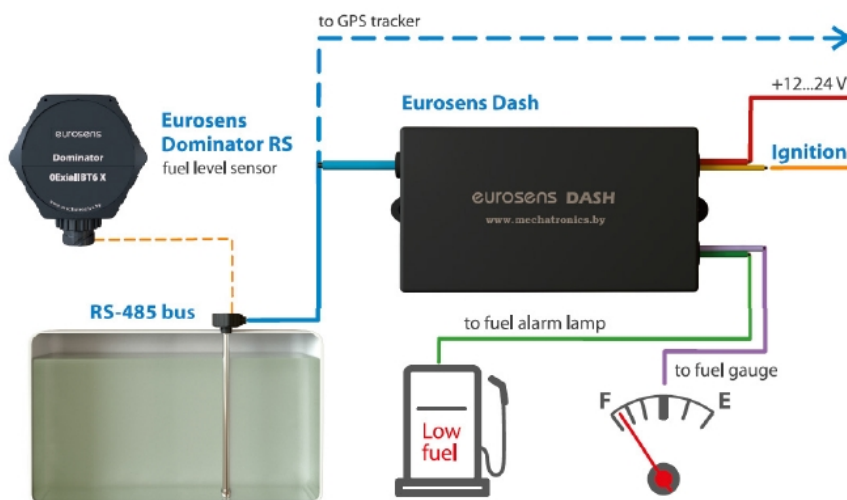 to GPS tracker
+12...24 V
Eurosens Dash
Eurosens
Dominator RS
fuel level sensor
Ignition
eurosens
Dominator
eurosens DASH
www.mechatronics.by
RS-485 bus
to fuel alarm lamp
to fuel gauge
F
E
Low
fuel